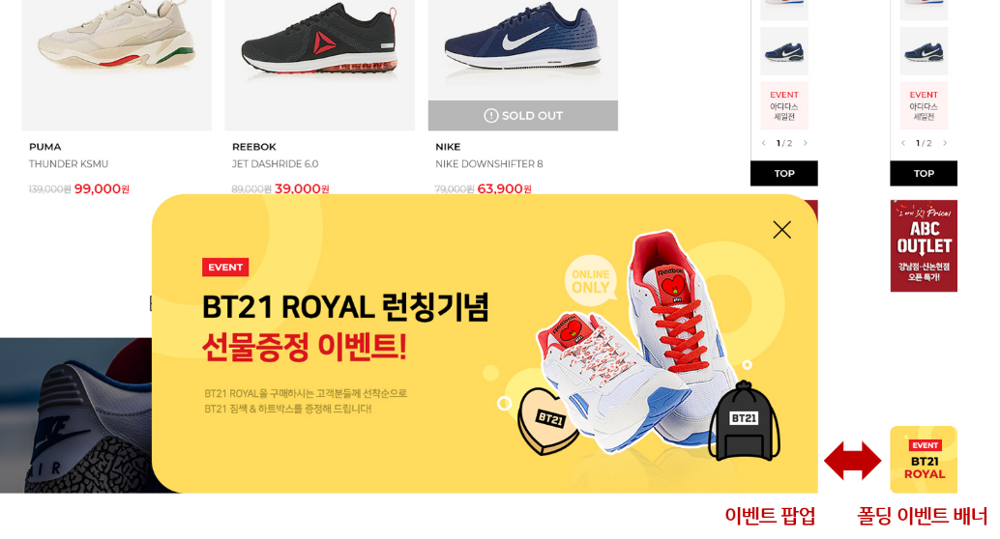 SOLD OUT
PUMA
THUNDER KSMU
139,000원 99,000원
REEBOK
JET DASHRIDE 6.0
89,000원 39,000원
NIKE
NIKE DOWNSHIFTER 8
79,000원 63,900원
EVENT
아디다스
세일전
< 1 / 2 >
TOP
EVENT
아디다스
세일전
< 1 / 2 >
TOP
ABC
OUTLET
강남점·신논현점
오픈 특가!
EVENT
BT21 ROYAL 런칭기념
선물증정 이벤트!
BT21 ROYAL을 구매하시는 고객분들께 선착순으로
BT21 짐쌕 & 하트박스를 증정해 드립니다!
ONLINE
ONLY
Reebok
Reebok
BT21
BT21
AIR
EVENT
BT21
ROYAL
이벤트 팝업
폴딩 이벤트 배너